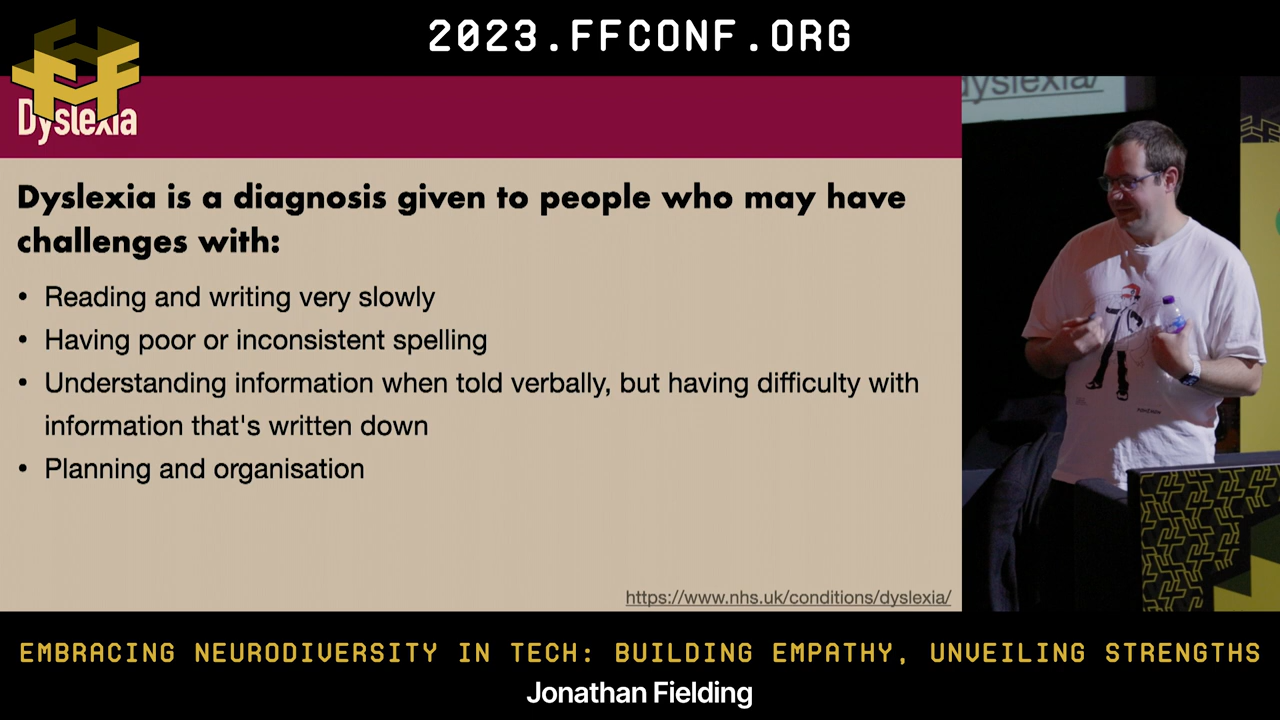 2023.FFCONF.ORG
Dyslexia
dyslexia/
Dyslexia is a diagnosis given to people who may have
challenges with:
• Reading and writing very slowly
• Having poor or inconsistent spelling
• Understanding information when told verbally, but having difficulty with
information that's written down
• Planning and organisation
https://www.nhs.uk/conditions/dyslexia/
EMBRACING NEURODIVERSITY IN TECH: BUILDING EMPATHY, UNVEILING STRENGTHS
Jonathan Fielding